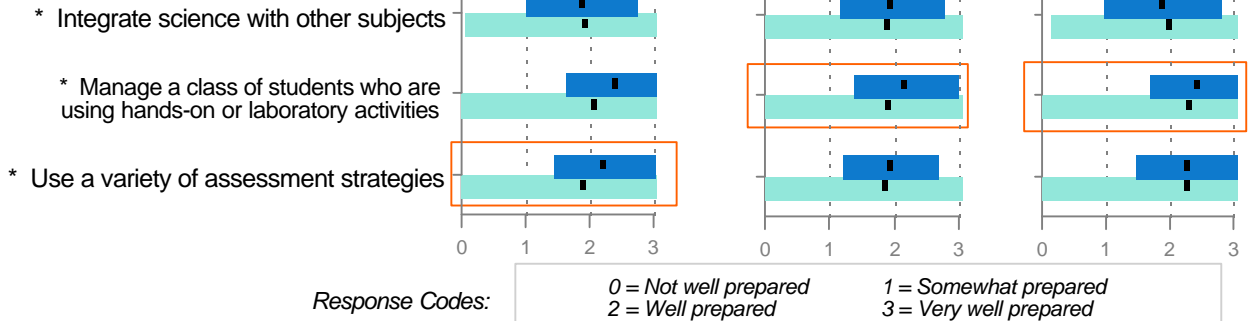 * Integrate science with other subjects
* Manage a class of students who are
using hands-on or laboratory activities
* Use a variety of assessment strategies
0 1 2 3 0 1 2 3 0 1 2 3
Response Codes: 0 = Not well prepared 1 = Somewhat prepared
2 = Well prepared 3 = Very well prepared